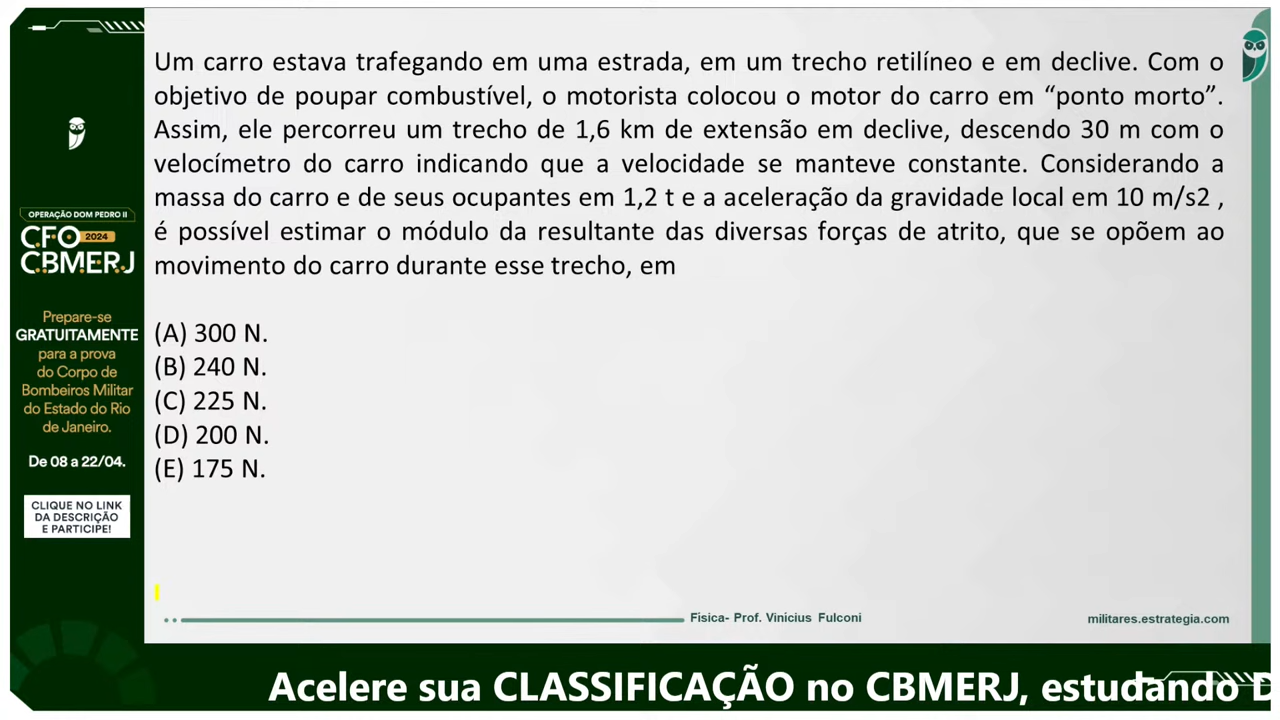 Um carro estava trafegando em uma estrada, em um trecho retilíneo e em declive. Com o
objetivo de poupar combustível, o motorista colocou o motor do carro em “ponto morto”.
Assim, ele percorreu um trecho de 1,6 km de extensão em declive, descendo 30 m com o
velocímetro do carro indicando que a velocidade se manteve constante. Considerando a
massa do carro e de seus ocupantes em 1,2 t e a aceleração da gravidade local em 10 m/s2 ,
é possível estimar o módulo da resultante das diversas forças de atrito, que se opõem ao
movimento do carro durante esse trecho, em
(A) 300 N.
(B) 240 N.
(C) 225 N.
(D) 200 N.
(E) 175 N.
OPERAÇÃO DOM PEDRO II
CFO 2024
CBMERJ
Prepare-se
GRATUITAMENTE
para a prova
do Corpo de
Bombeiros Militar
do Estado do Rio
de Janeiro.
De 08 a 22/04.
CLIQUE NO LINK
DA DESCRIÇÃO
E PARTICIPE!
Física- Prof. Vinícius Fulconi
militares.estrategia.com
Acelere sua CLASSIFICAÇÃO no CBMERJ, estudando D